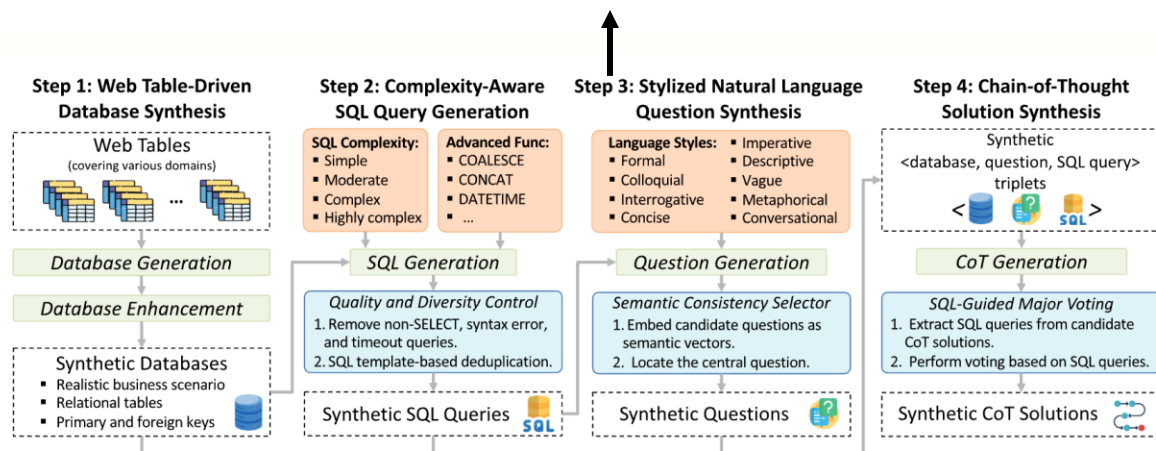 Step 1: Web Table-Driven
Database Synthesis
Web Tables
(covering various domains)
...
Database Generation
Database Enhancement
Synthetic Databases
▪ Realistic business scenario
▪ Relational tables
▪ Primary and foreign keys
Step 2: Complexity-Aware
SQL Query Generation
SQL Complexity:
▪ Simple
▪ Moderate
▪ Complex
▪ Highly complex
Advanced Func:
▪ COALESCE
▪ CONCAT
▪ DATETIME
▪ ...
SQL Generation
Quality and Diversity Control
1. Remove non-SELECT, syntax error,
and timeout queries.
2. SQL template-based deduplication.
Synthetic SQL Queries
SQL
Step 3: Stylized Natural Language
Question Synthesis
Language Styles:
▪ Formal
▪ Colloquial
▪ Interrogative
▪ Concise
▪ Imperative
▪ Descriptive
▪ Vague
▪ Metaphorical
▪ Conversational
Question Generation
Semantic Consistency Selector
1. Embed candidate questions as
semantic vectors.
2. Locate the central question.
Synthetic Questions
?
Step 4: Chain-of-Thought
Solution Synthesis
Synthetic
<database, question, SQL query>
triplets
< ? SQL >
CoT Generation
SQL-Guided Major Voting
1. Extract SQL queries from candidate
CoT solutions.
2. Perform voting based on SQL queries.
Synthetic CoT Solutions